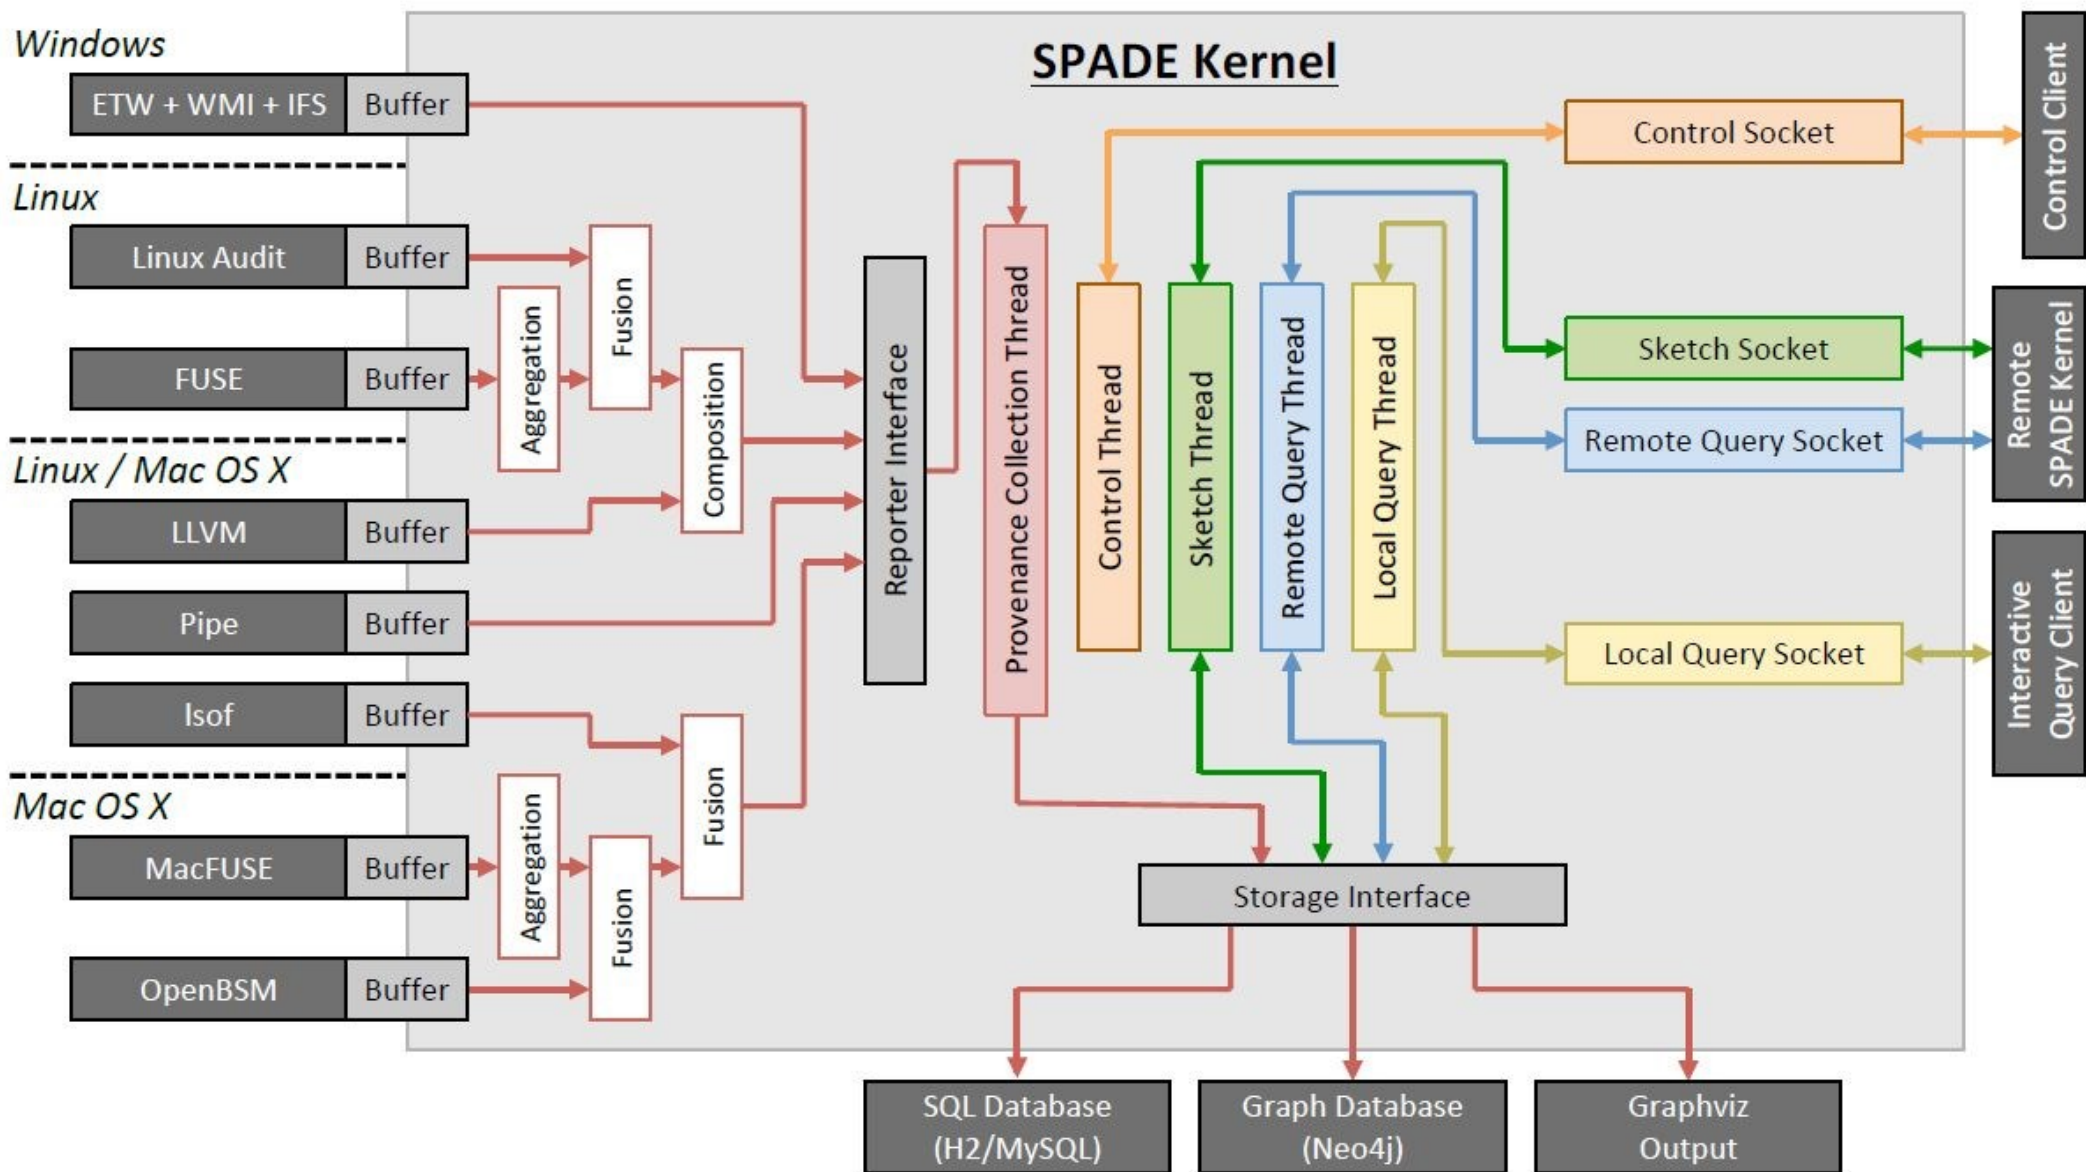 Windows
SPADE Kernel
ETW + WMI + IFS
Buffer
Control Socket
Control Client
Linux
Linux Audit
Buffer
Fusion
Aggregation
FUSE
Buffer
Composition
Reporter Interface
Provenance Collection Thread
Control Thread
Sketch Thread
Remote Query Thread
Local Query Thread
Sketch Socket
Remote Query Socket
Remote
SPADE Kernel
Linux / Mac OS X
LLVM
Buffer
Pipe
Buffer
lsof
Buffer
Local Query Socket
Interactive
Query Client
Mac OS X
Fusion
Aggregation
MacFUSE
Buffer
Fusion
Storage Interface
OpenBSM
Buffer
SQL Database
(H2/MySQL)
Graph Database
(Neo4j)
Graphviz
Output